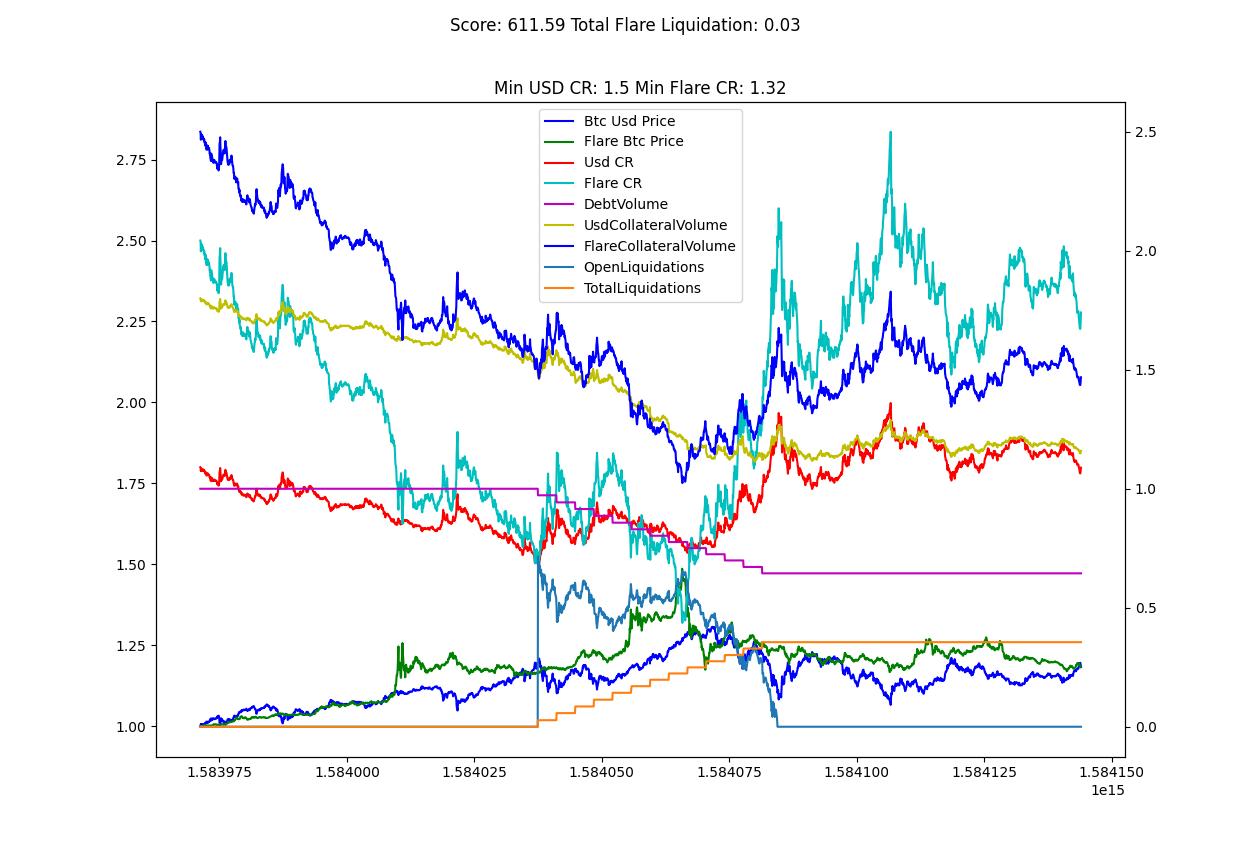 Score: 611.59 Total Flare Liquidation: 0.03
Min USD CR: 1.5 Min Flare CR: 1.32
Btc Usd Price
Flare Btc Price
Usd CR
Flare CR
DebtVolume
UsdCollateralVolume
FlareCollateralVolume
OpenLiquidations
TotalLiquidations
2.75
2.50
2.25
2.00
1.75
1.50
1.25
1.00
2.5
2.0
1.5
1.0
0.5
0.0
1.583975 1.584000 1.584025 1.584050 1.584075 1.584100 1.584125 1.584150
1e15